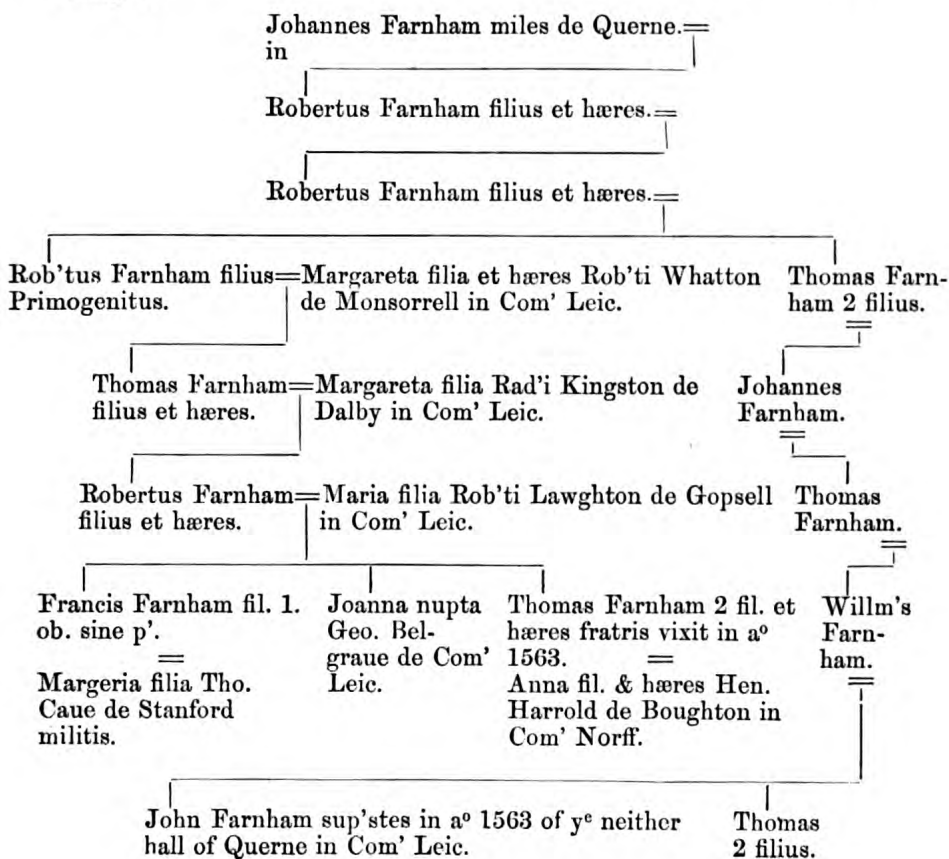 Johannes Farnham miles de Querne.=
in
Robertus Farnham filius et hæres.=
Robertus Farnham filius et hæres.=
Rob'tus Farnham filius=Margareta filia et hæres Rob'ti Whatton
Primogenitus.
de Monsorrell in Com' Leic.
Thomas Farn-
ham 2 filius.
=
Thomas Farnham=Margareta filia Rad'i Kingston de
filius et hæres.
Dalby in Com' Leic.
Johannes
Farnham.
=
Robertus Farnham=Maria filia Rob'ti Lawghton de Gopsell
filius et hæres.
in Com' Leic.
Thomas
Farnham.
=
Francis Farnham fil. 1.
ob. sine p'.
=
Margeria filia Tho.
Caue de Stanford
militis.
Joanna nupta
Geo. Bel-
graue de Com'
Leic.
Thomas Farnham 2 fil. et
hæres fratris vixit in aº
1563. =
Anna fil. & hæres Hen.
Harrold de Boughton in
Com' Norff.
Willm's
Farn-
ham.
=
John Farnham sup'stes in aº 1563 of yᵉ neither
hall of Querne in Com' Leic.
Thomas
2 filius.